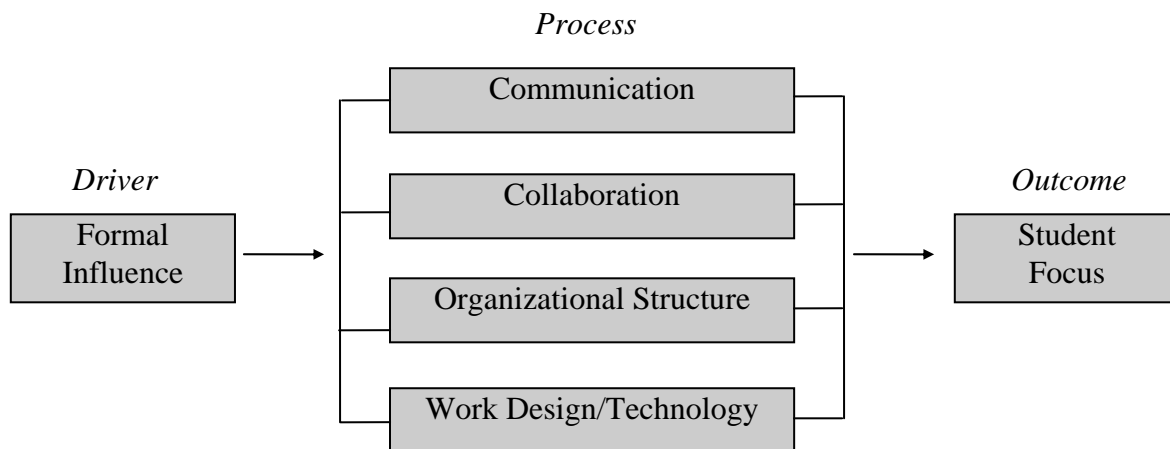 Process
Communication
Driver
Collaboration
Outcome
Formal
Influence
Student
Focus
Organizational Structure
Work Design/Technology